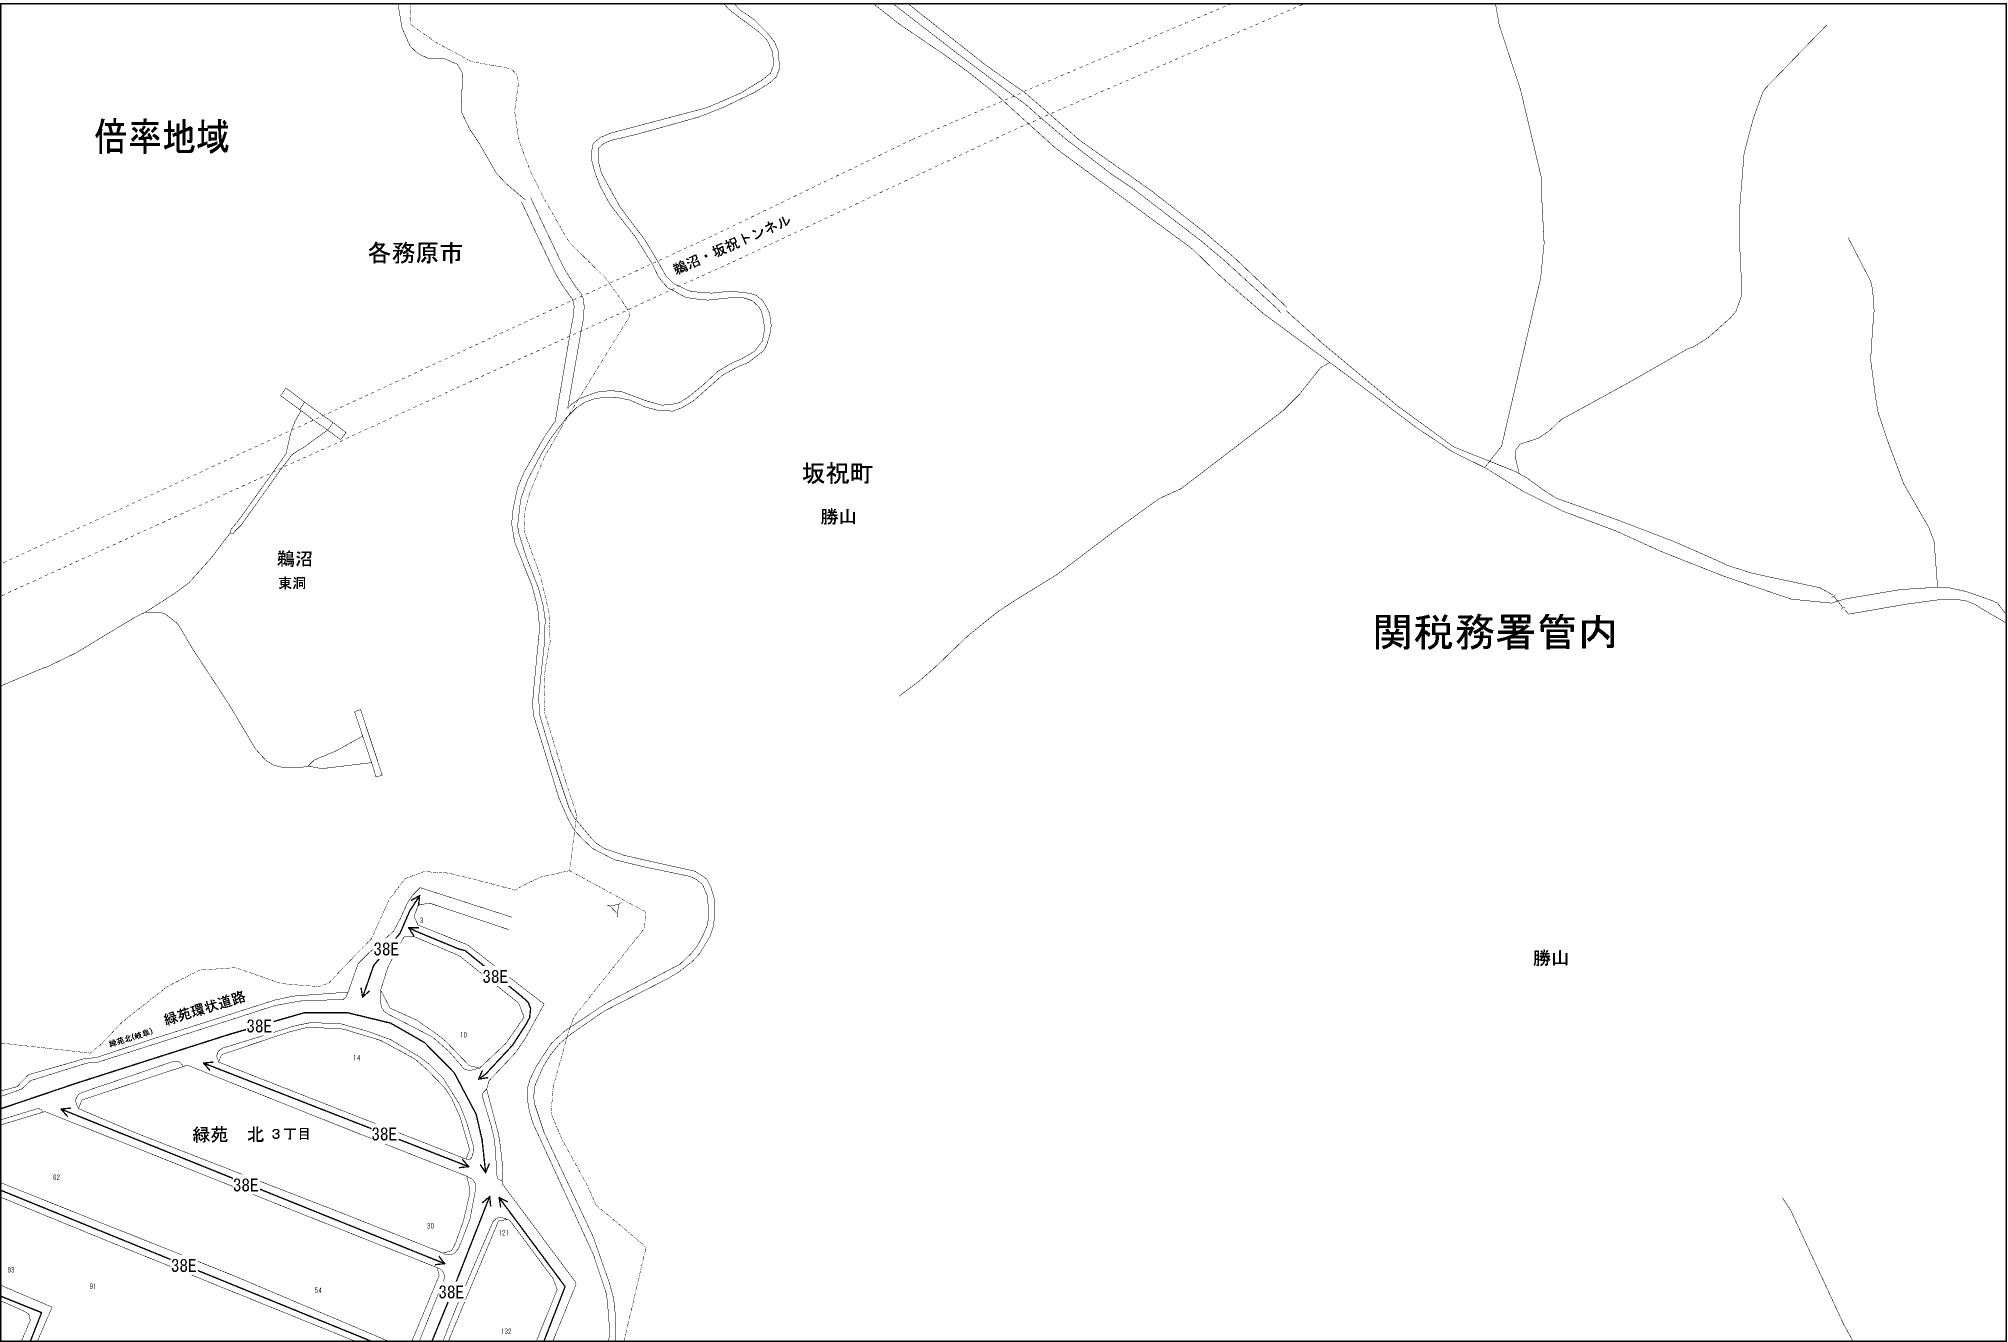 倍率地域
各務原市
鵜沼・坂祝トンネル
坂祝町
勝山
鵜沼
東洞
関税務署管内
勝山
3
38E
38E
緑苑環状道路
緑苑北(岐阜)
38E
10
14
緑苑　北 3丁目
38E
62
38E
30
121
38E
93
91
54
38E
132